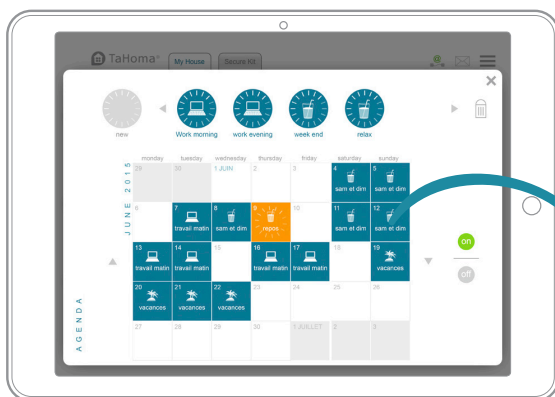 TaHoma®
My House
Sécure Kit
new
Work morning
work evening
week end
relax
monday tuesday wednesday thursday friday saturday sunday
JUNE 2015
29 30 1 JUIN 2 3 4 5
sam et dim sam et dim
6 7 8 9 10 11 12
travail matin sam et dim repos sam et dim sam et dim
13 14 15 16 17 18 19
travail matin travail matin travail matin travail matin vacances
20 21 22 23 24 25 26
vacances vacances vacances
27 28 29 30 1 JUILLET 2 3
AGENDA
on
off